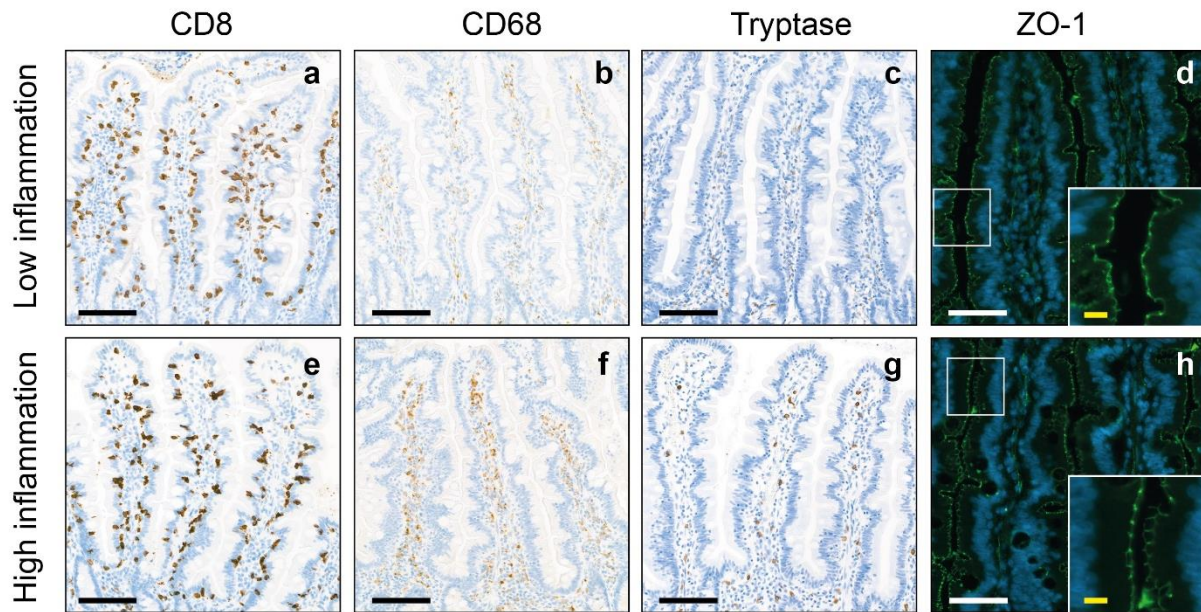 CD8 CD68 Tryptase ZO-1
Low inflammation
a b c d
High inflammation
e f g h